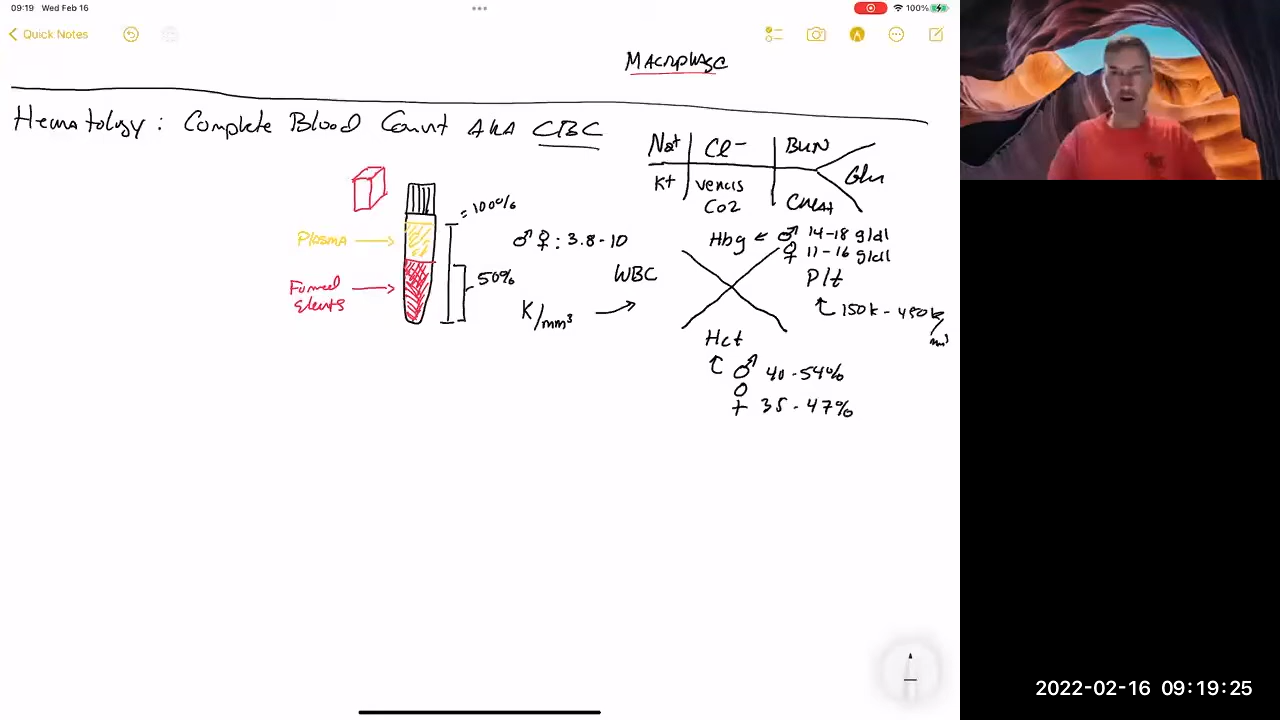 09:19 Wed Feb 16
100%
Quick Notes
Macrophage
Hematology: Complete Blood Count AKA CBC
Na+ Cl- BUN
Glu
K+ venous
CO2 Creat
= 100%
Plasma
♂ ♀ : 3.8-10
Hbg ← ♂ 14-18 g/dl
♀ 11-16 g/dl
WBC
Plt
50%
Formed
elements
K/mm³
150k - 450k/
mm³
Hct
♂ 40-54%
♀ 35-47%
2022-02-16 09:19:25